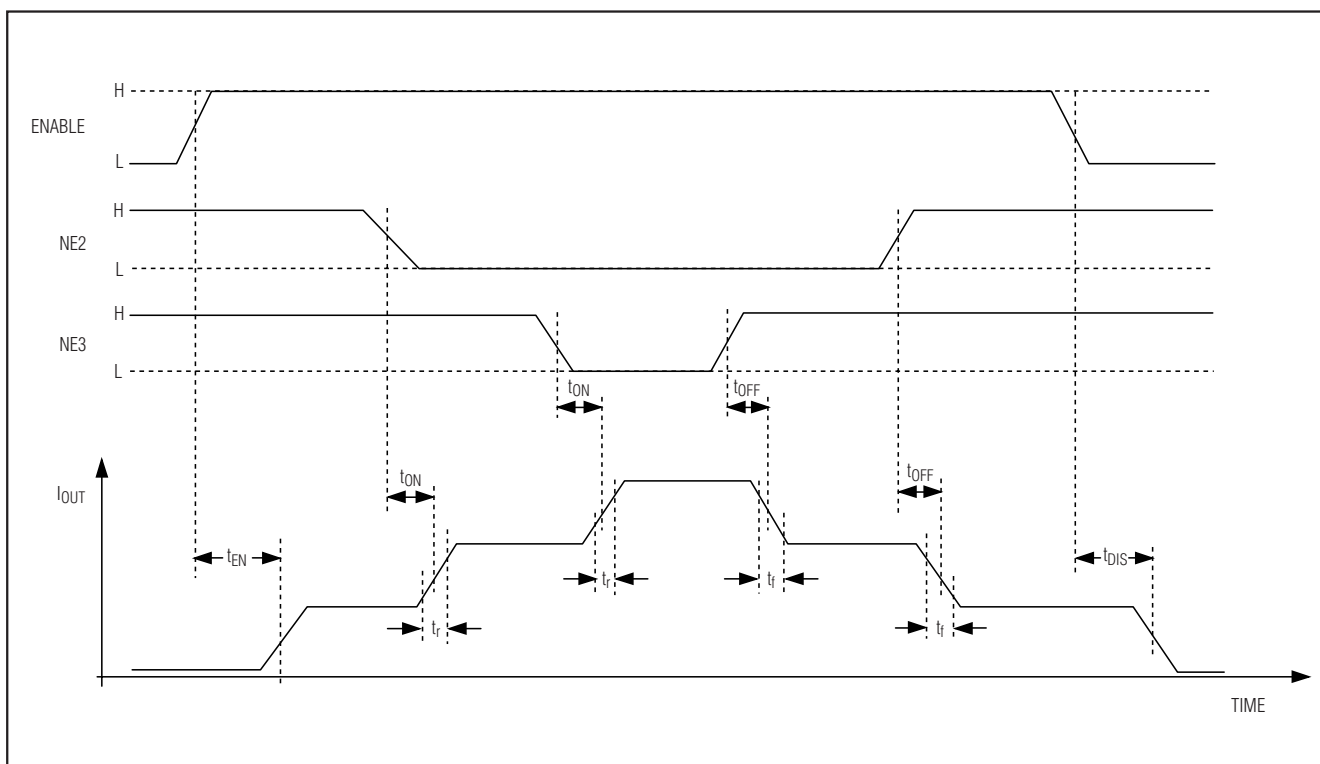 H
ENABLE
L
H
NE2
L
H
NE3
L
tON
tOFF
tON
tOFF
IOUT
tEN
tDIS
tr
tf
tr
tf
TIME